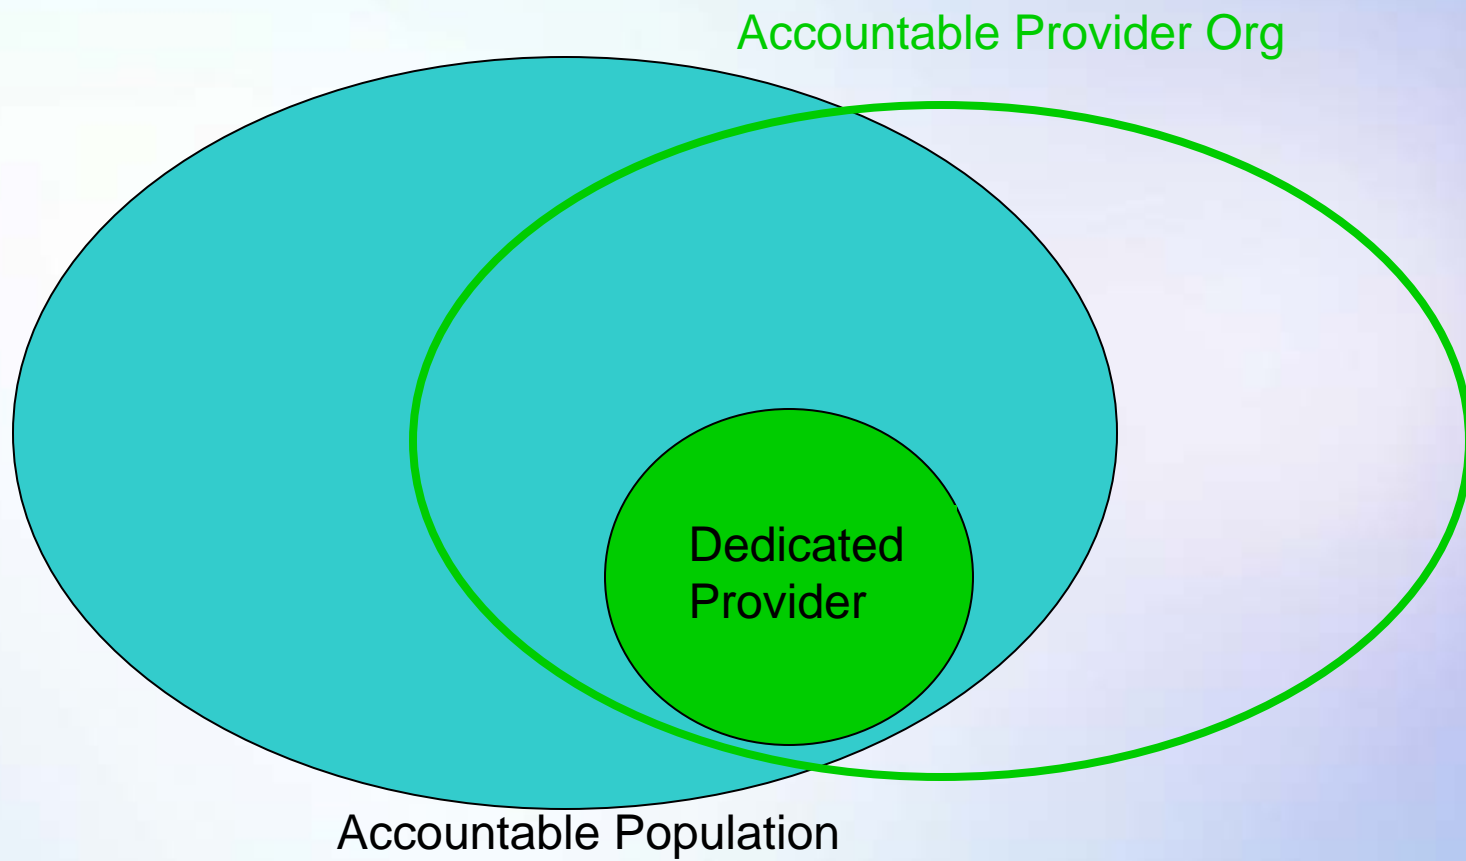 Accountable Provider Org
Dedicated
Provider
Accountable Population